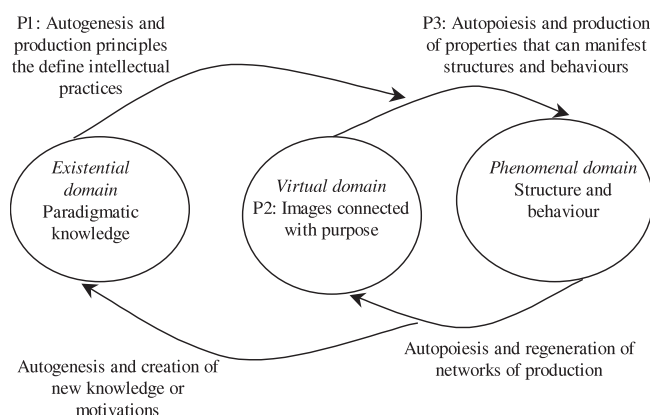 P1: Autogenesis and
production principles
the define intellectual
practices
P3: Autopoiesis and production
of properties that can manifest
structures and behaviours
Existential
domain
Paradigmatic
knowledge
Virtual domain
P2: Images connected
with purpose
Phenomenal domain
Structure and
behaviour
Autogenesis and creation of
new knowledge or
motivations
Autopoiesis and regeneration of
networks of production